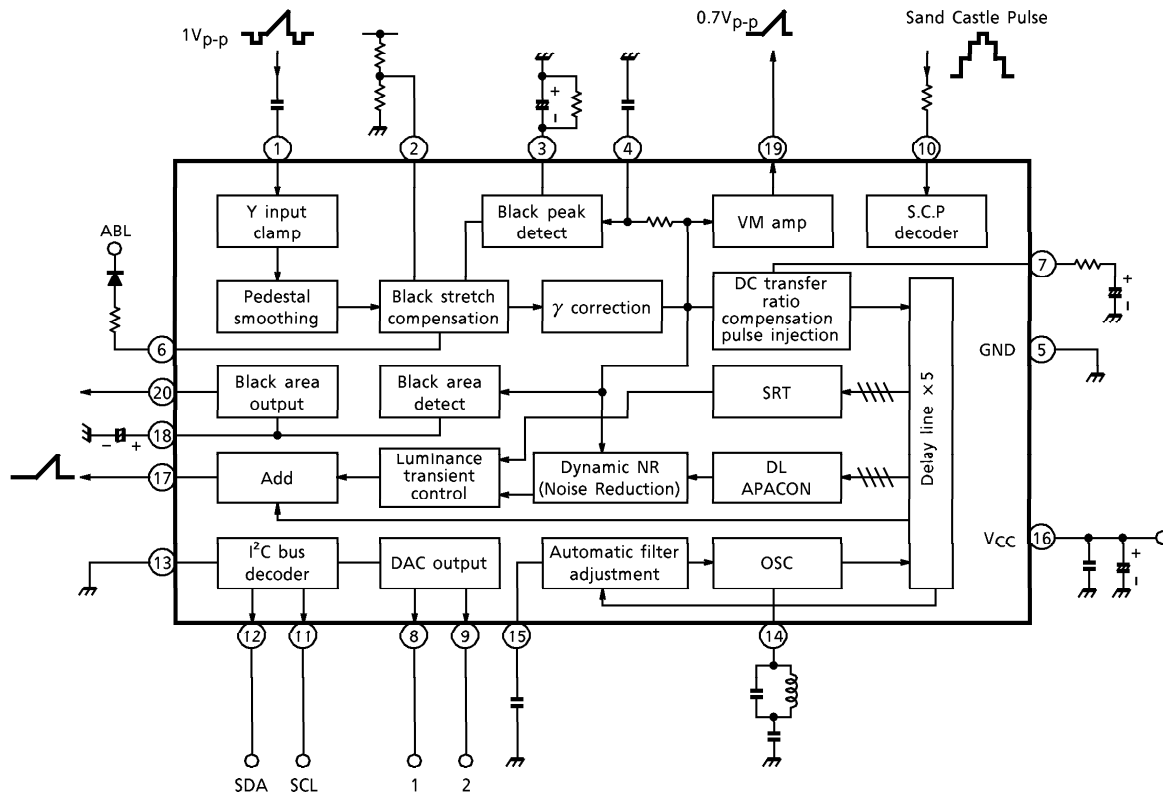 1Vp-p
0.7Vp-p
Sand Castle Pulse
+
-
1
2
3
4
19
10
Y input
clamp
Black peak
detect
VM amp
S.C.P
decoder
ABL
7
+
-
Pedestal
smoothing
Black stretch
compensation
γ correction
DC transfer
ratio
compensation
pulse injection
6
GND
5
20
Black area
output
Black area
detect
SRT
Delay line × 5
- +
18
17
Add
Luminance
transient
control
Dynamic NR
(Noise Reduction)
DL
APACON
VCC
16
+
-
13
I²C bus
decoder
DAC output
Automatic filter
adjustment
OSC
12
11
8
9
15
14
SDA
SCL
1
2